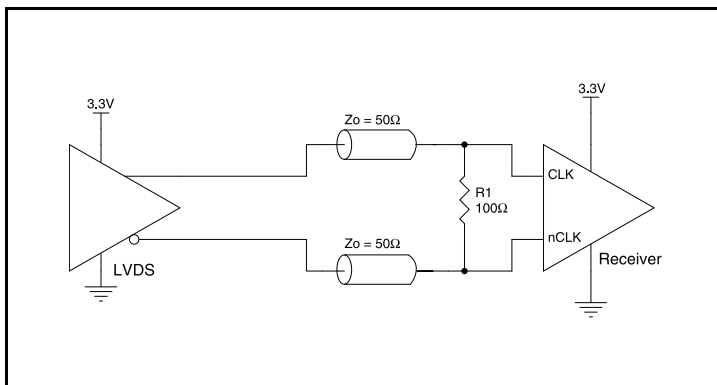 3.3V
3.3V
Zo = 50Ω
CLK
R1
100Ω
nCLK
Zo = 50Ω
LVDS
Receiver